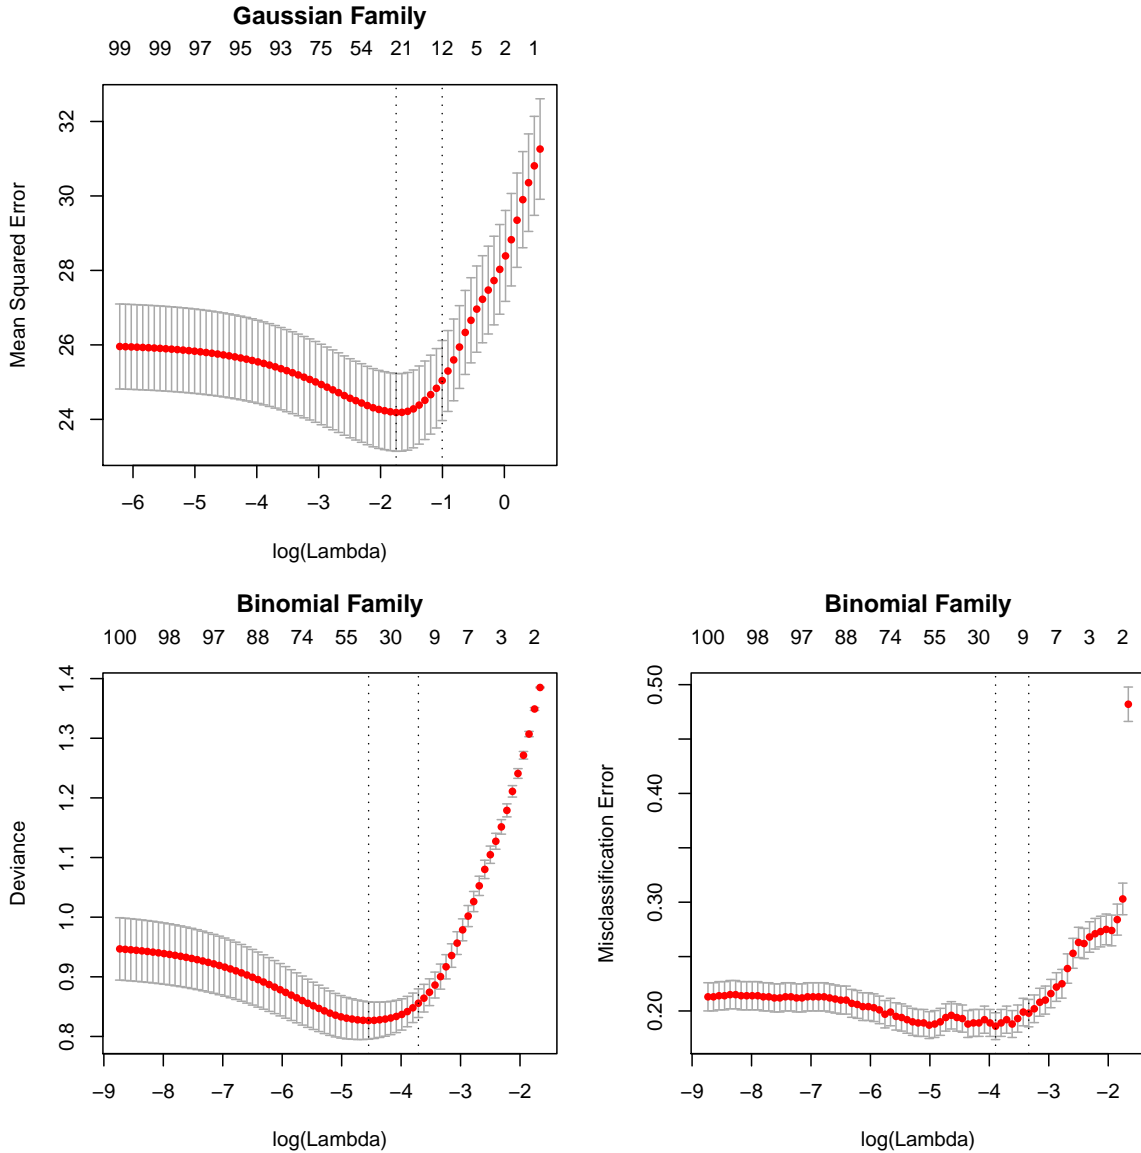 Gaussian Family
99 99 97 95 93 75 54 21 12 5 2 1
Mean Squared Error
32
30
28
26
24
−6 −5 −4 −3 −2 −1 0
log(Lambda)
Binomial Family
100 98 97 88 74 55 30 9 7 3 2
Deviance
1.4
1.3
1.2
1.1
1.0
0.9
0.8
−9 −8 −7 −6 −5 −4 −3 −2
log(Lambda)
Binomial Family
100 98 97 88 74 55 30 9 7 3 2
Misclassification Error
0.50
0.40
0.30
0.20
−9 −8 −7 −6 −5 −4 −3 −2
log(Lambda)